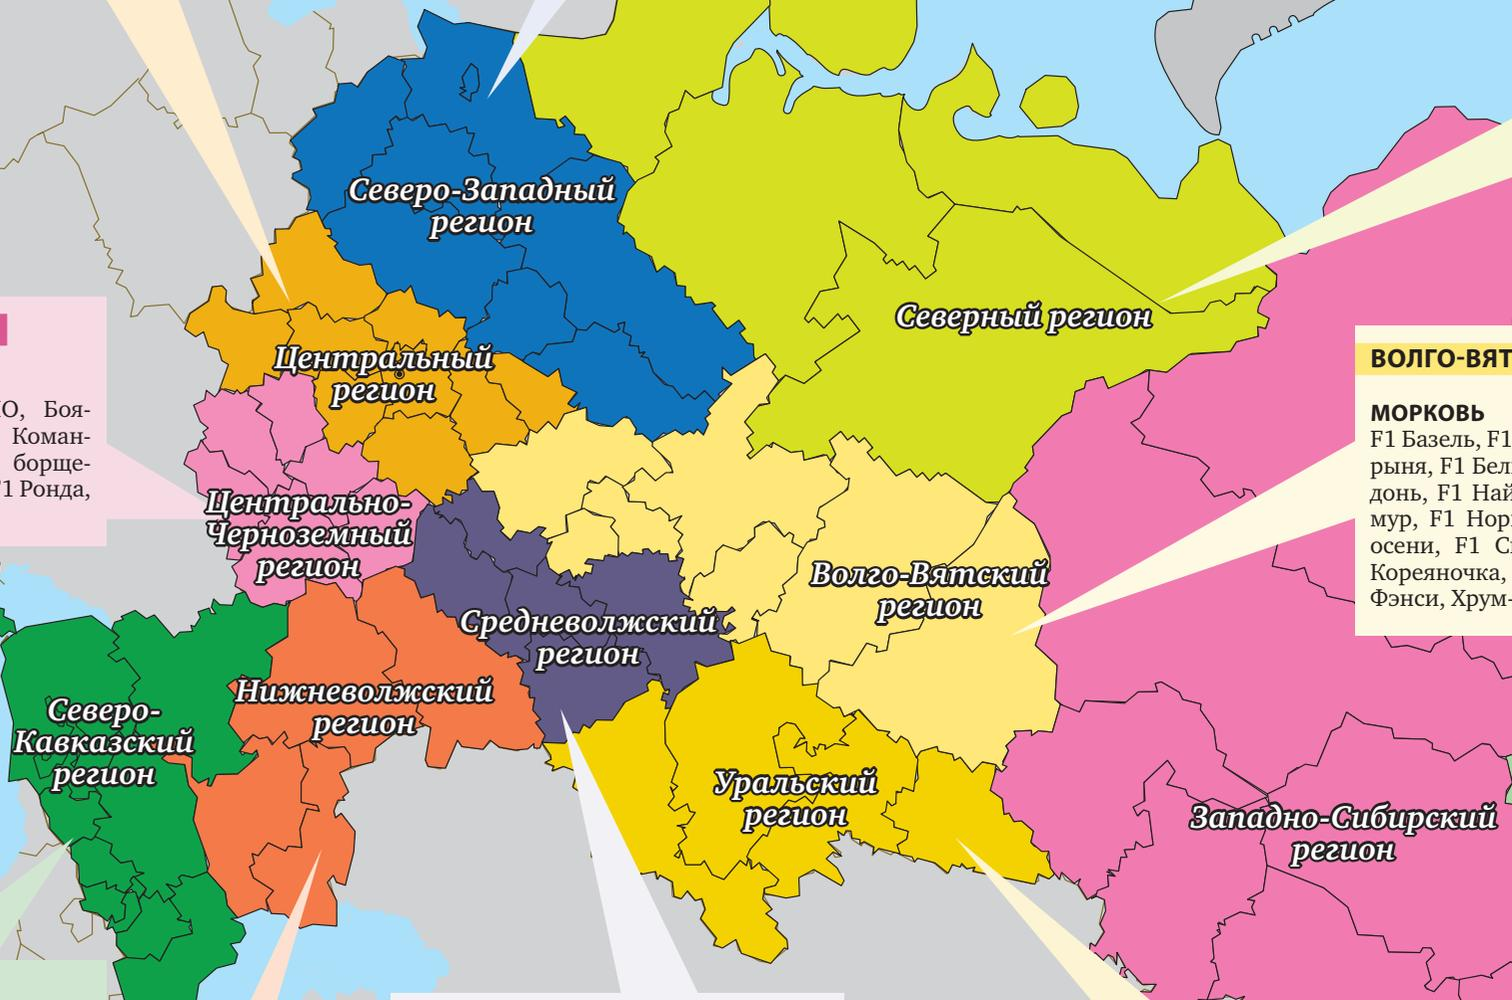 Северо-Западный
регион
Северный регион
Центральный
регион
Центрально-
Черноземный
регион
Волго-Вятский
регион
Средневолжский
регион
Нижневолжский
регион
Северо-
Кавказский
регион
Уральский
регион
Западно-Сибирский
регион
О, Боя-
Коман-
борще-
1 Ронда,
ВОЛГО-ВЯТ
МОРКОВЬ
F1 Базель, F1
рыня, F1 Бел
донь, F1 Най
мур, F1 Нор
осени, F1 С
Кореяночка,
Фэнси, Хрум-